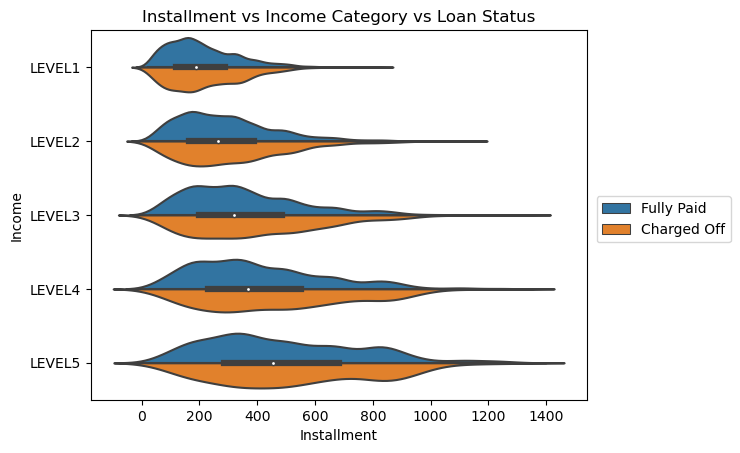 Installment vs Income Category vs Loan Status
LEVEL1
LEVEL2
LEVEL3
LEVEL4
LEVEL5
Income
0 200 400 600 800 1000 1200 1400
Installment
Fully Paid
Charged Off